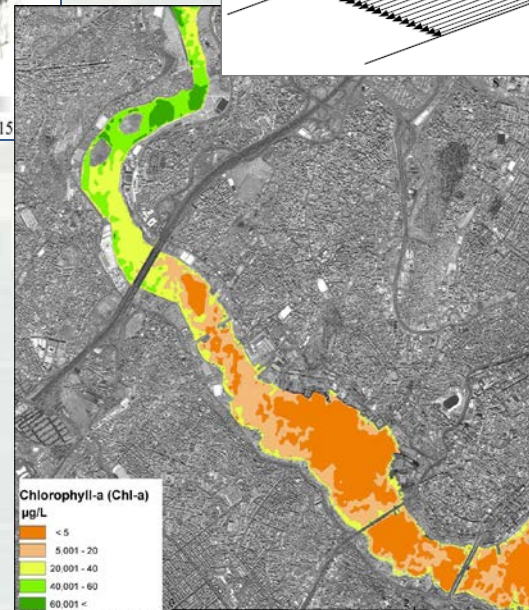 15
Chlorophyll-a (Chl-a)
µg/L
< 5
5,001 - 20
20,001 - 40
40,001 - 60
60,001 <